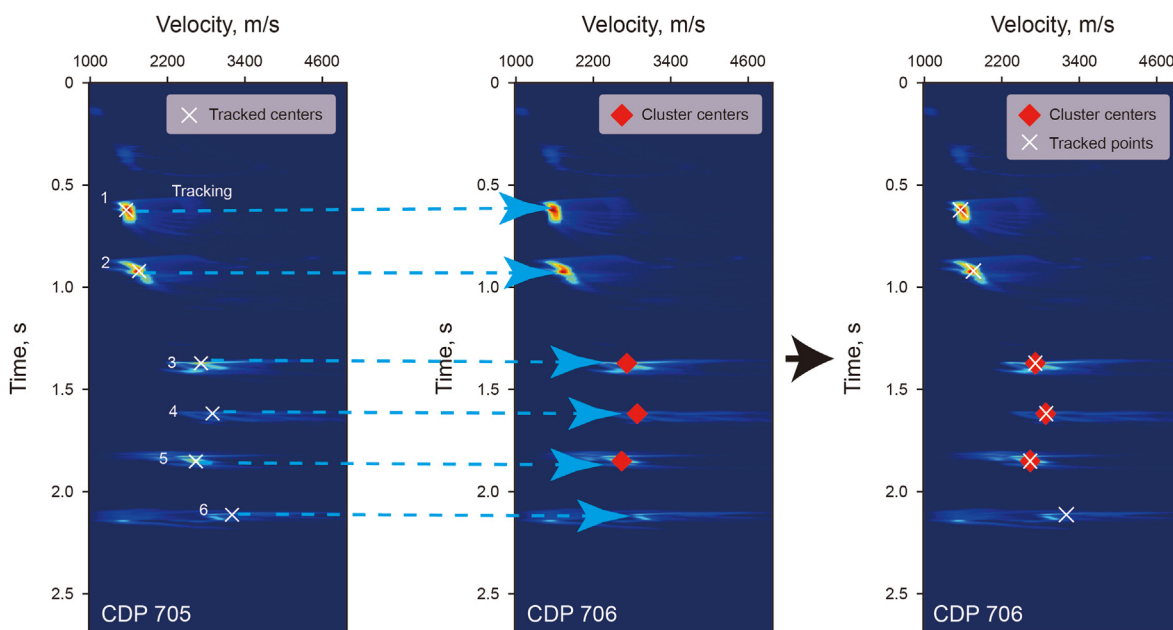 Velocity, m/s
Velocity, m/s
Velocity, m/s
1000 2200 3400 4600
1000 2200 3400 4600
1000 2200 3400 4600
Time, s
0
0.5
1.0
1.5
2.0
2.5
Tracked centers
Tracking
1
2
3
4
5
6
CDP 705
Time, s
0
0.5
1.0
1.5
2.0
2.5
Cluster centers
CDP 706
Time, s
0
0.5
1.0
1.5
2.0
2.5
Cluster centers
Tracked points
CDP 706